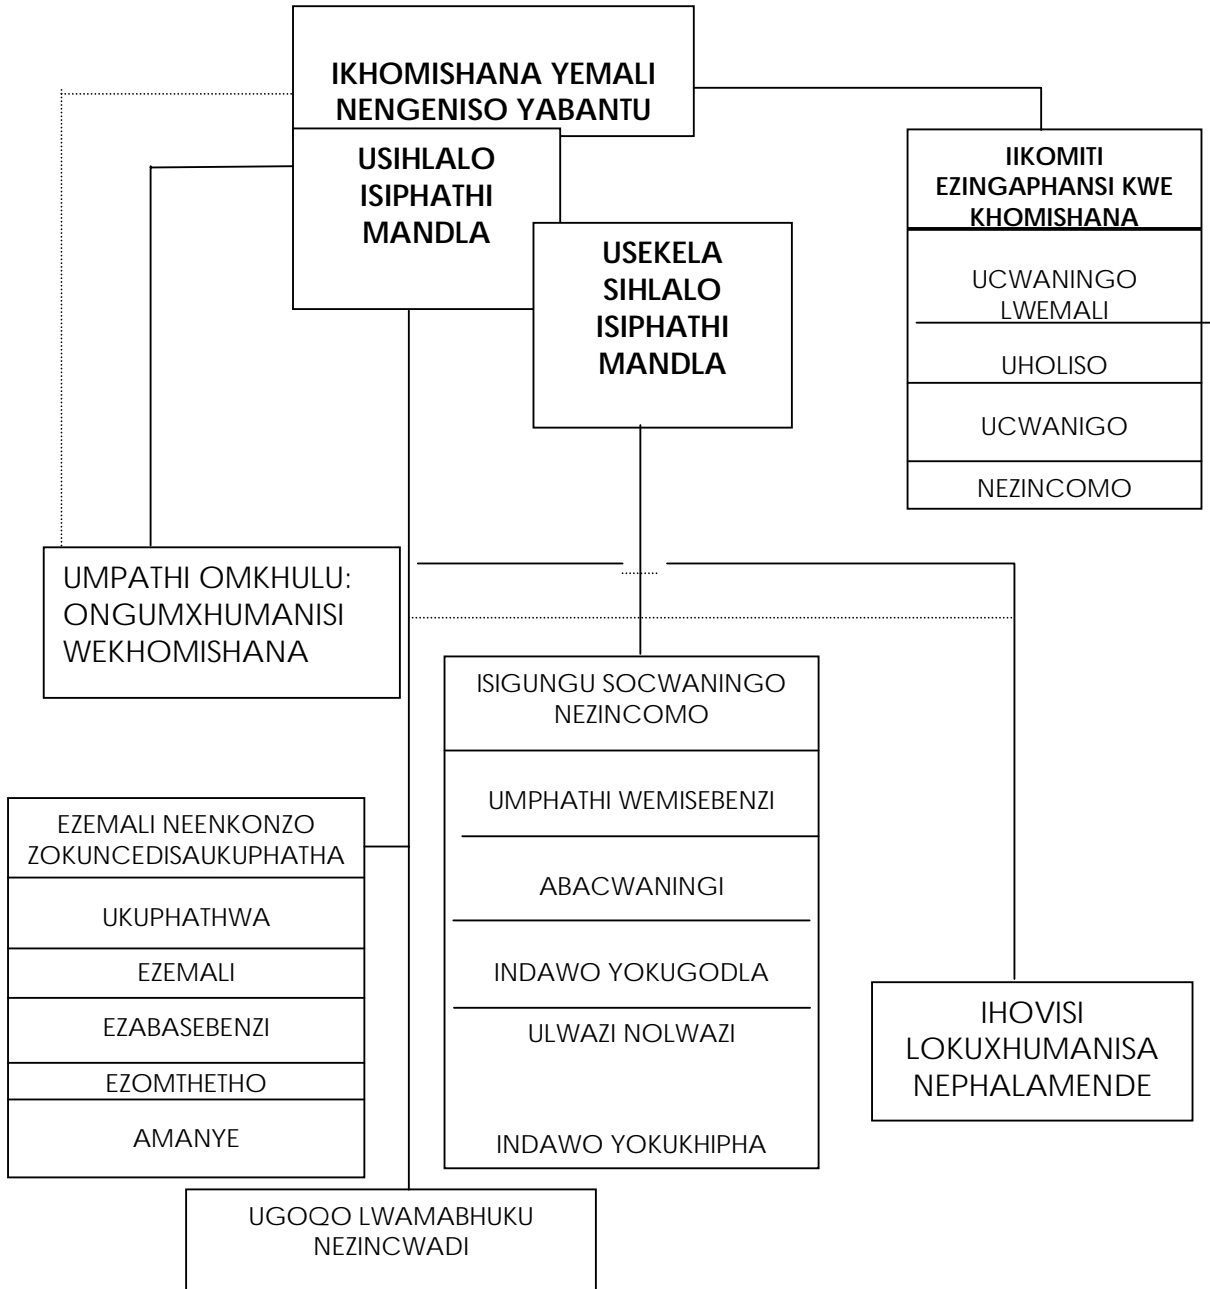 IKHOMISHANA YEMALI
NENGENISO YABANTU
USIHLALO
ISIPHATHI
MANDLA
USEKELA
SIHLALO
ISIPHATHI
MANDLA
IIKOMITI
EZINGAPHANSI KWE
KHOMISHANA
UCWANINGO
LWEMALI
UHOLISO
UCWANIGO
NEZINCOMO
UMPATHI OMKHULU:
ONGUMXHUMANISI
WEKHOMISHANA
ISIGUNGU SOCWANINGO
NEZINCOMO
UMPHATHI WEMISEBENZI
ABACWANINGI
INDAWO YOKUGODLA
ULWAZI NOLWAZI
INDAWO YOKUKHIPHA
EZEMALI NEENKONZO
ZOKUNCEDISAUKUPHATHA
UKUPHATHWA
EZEMALI
EZABASEBENZI
EZOMTHETHO
AMANYE
IHOVISI
LOKUXHUMANISA
NEPHALAMENDE
UGOQO LWAMABHUKU
NEZINCWADI